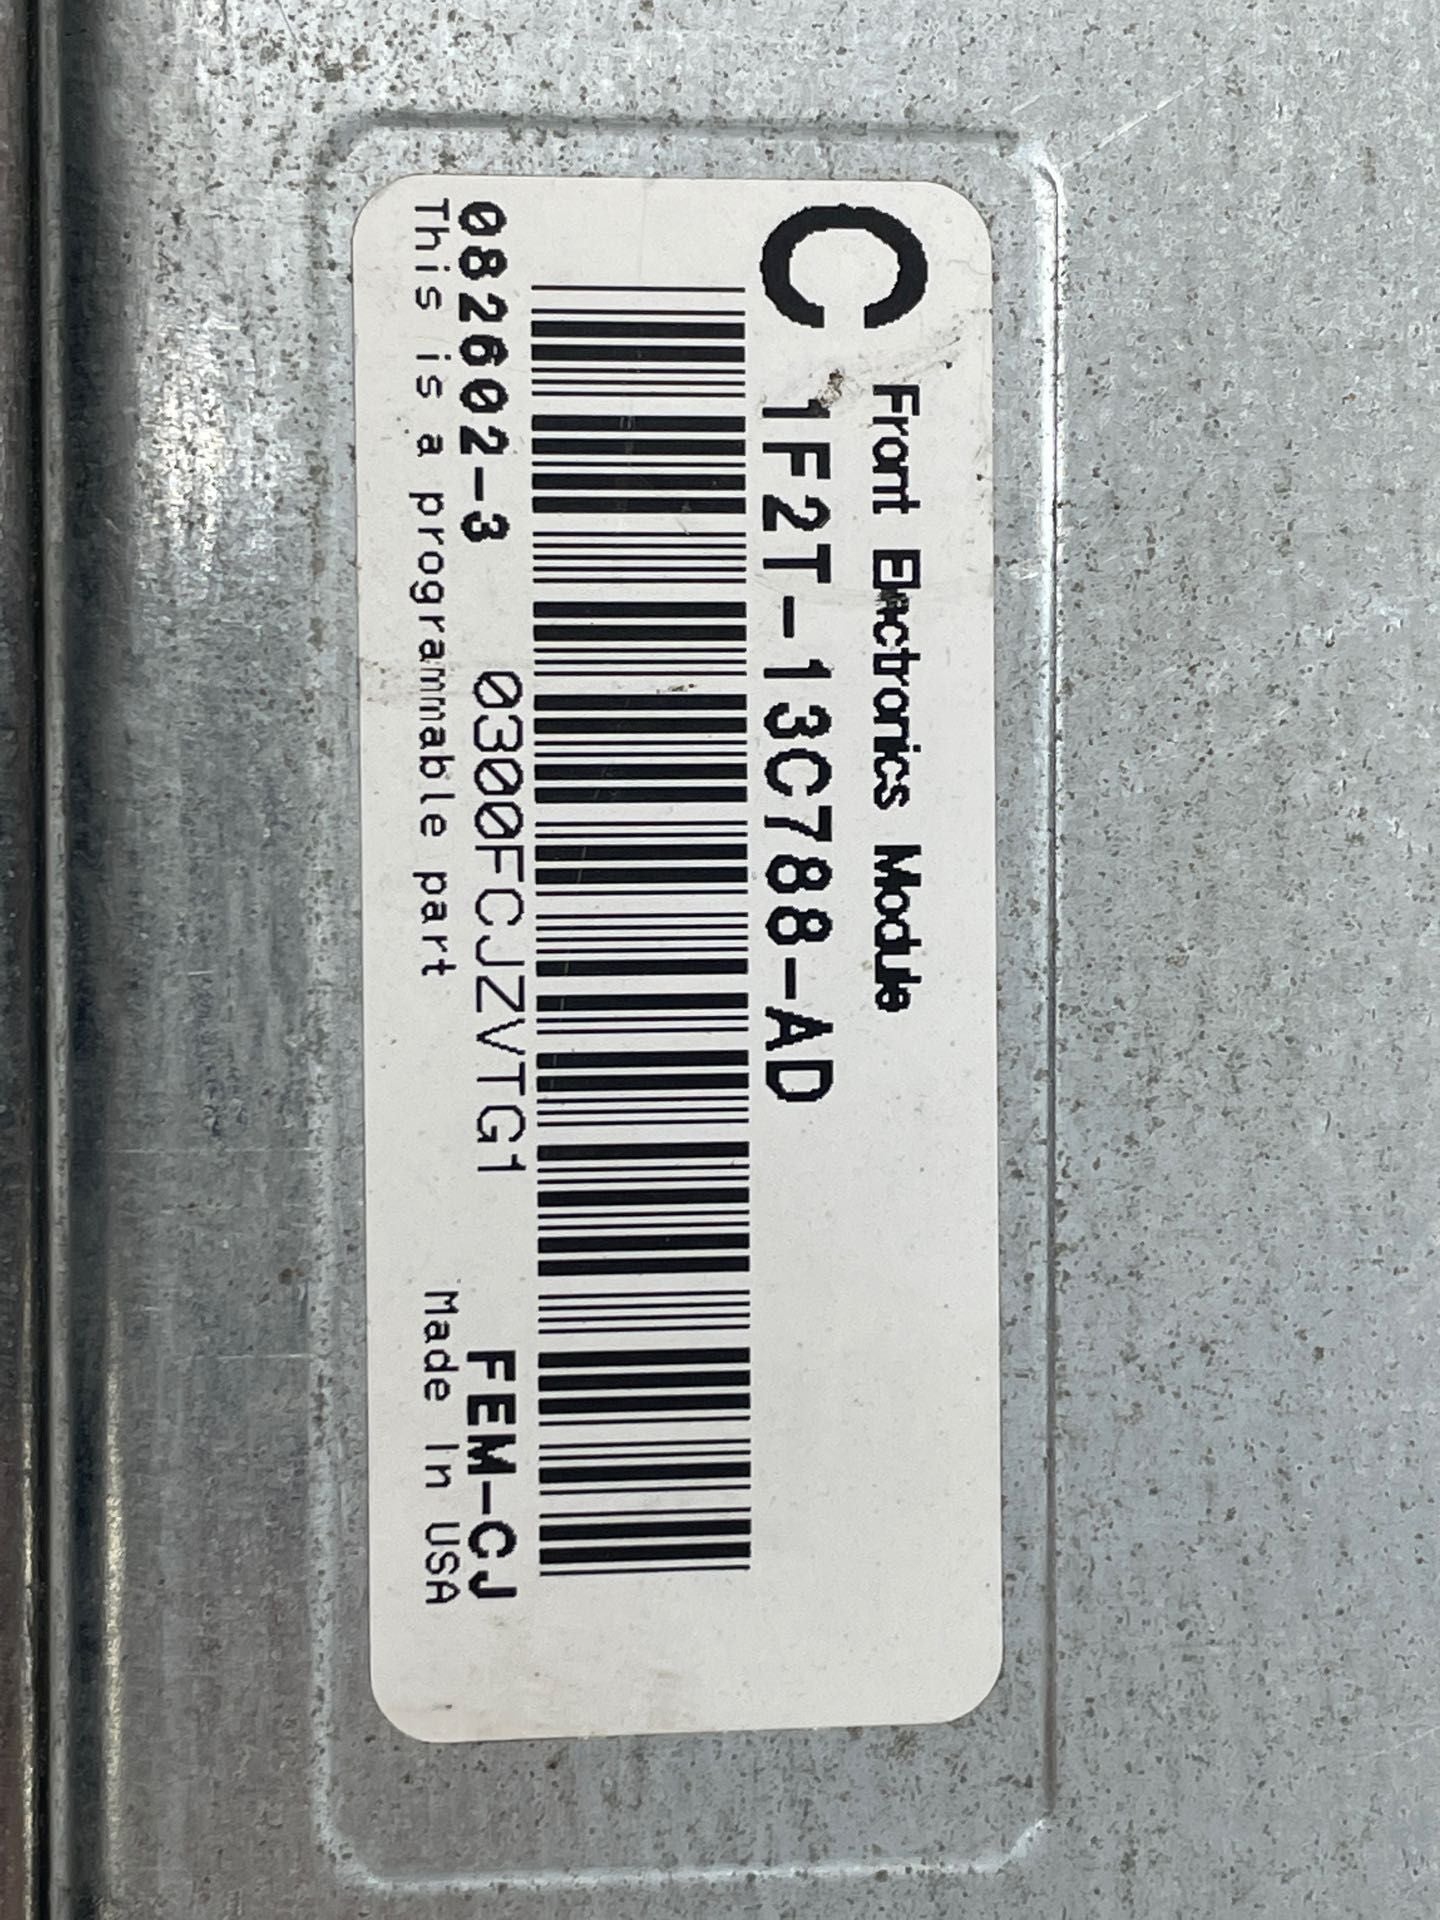 C Front Electronics Module
1F2T-13C788-AD
082602-3 0300FCJZVTG1 FEM-CJ
This is a programmable part Made In USA